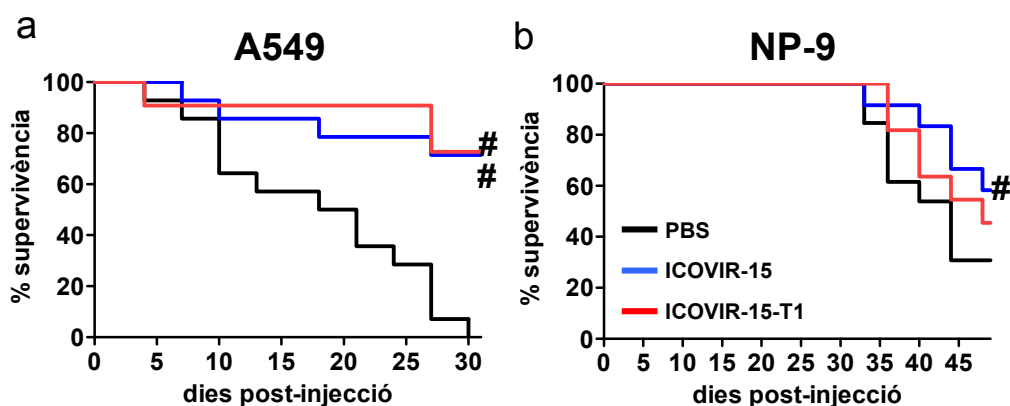 a
A549
% supervivència
100
80
60
40
20
0
#
#
0 5 10 15 20 25 30
dies post-injecció
b
NP-9
% supervivència
100
80
60
40
20
0
#
PBS
ICOVIR-15
ICOVIR-15-T1
0 5 10 15 20 25 30 35 40 45
dies post-injecció